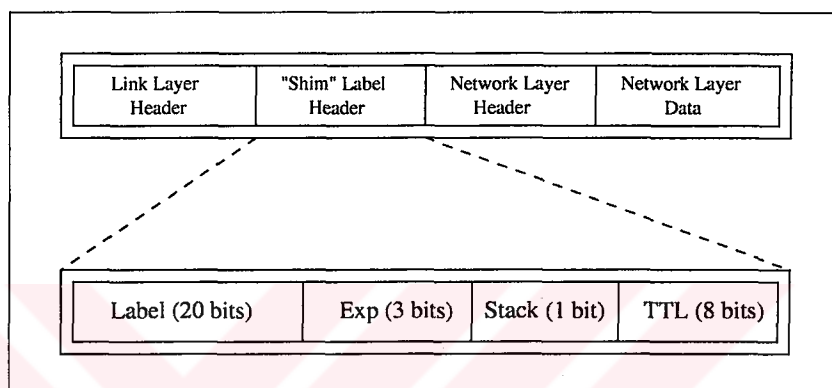 Link Layer "Shim" Label Network Layer Network Layer
Header Header Header Data
Label (20 bits) Exp (3 bits) Stack (1 bit) TTL (8 bits)